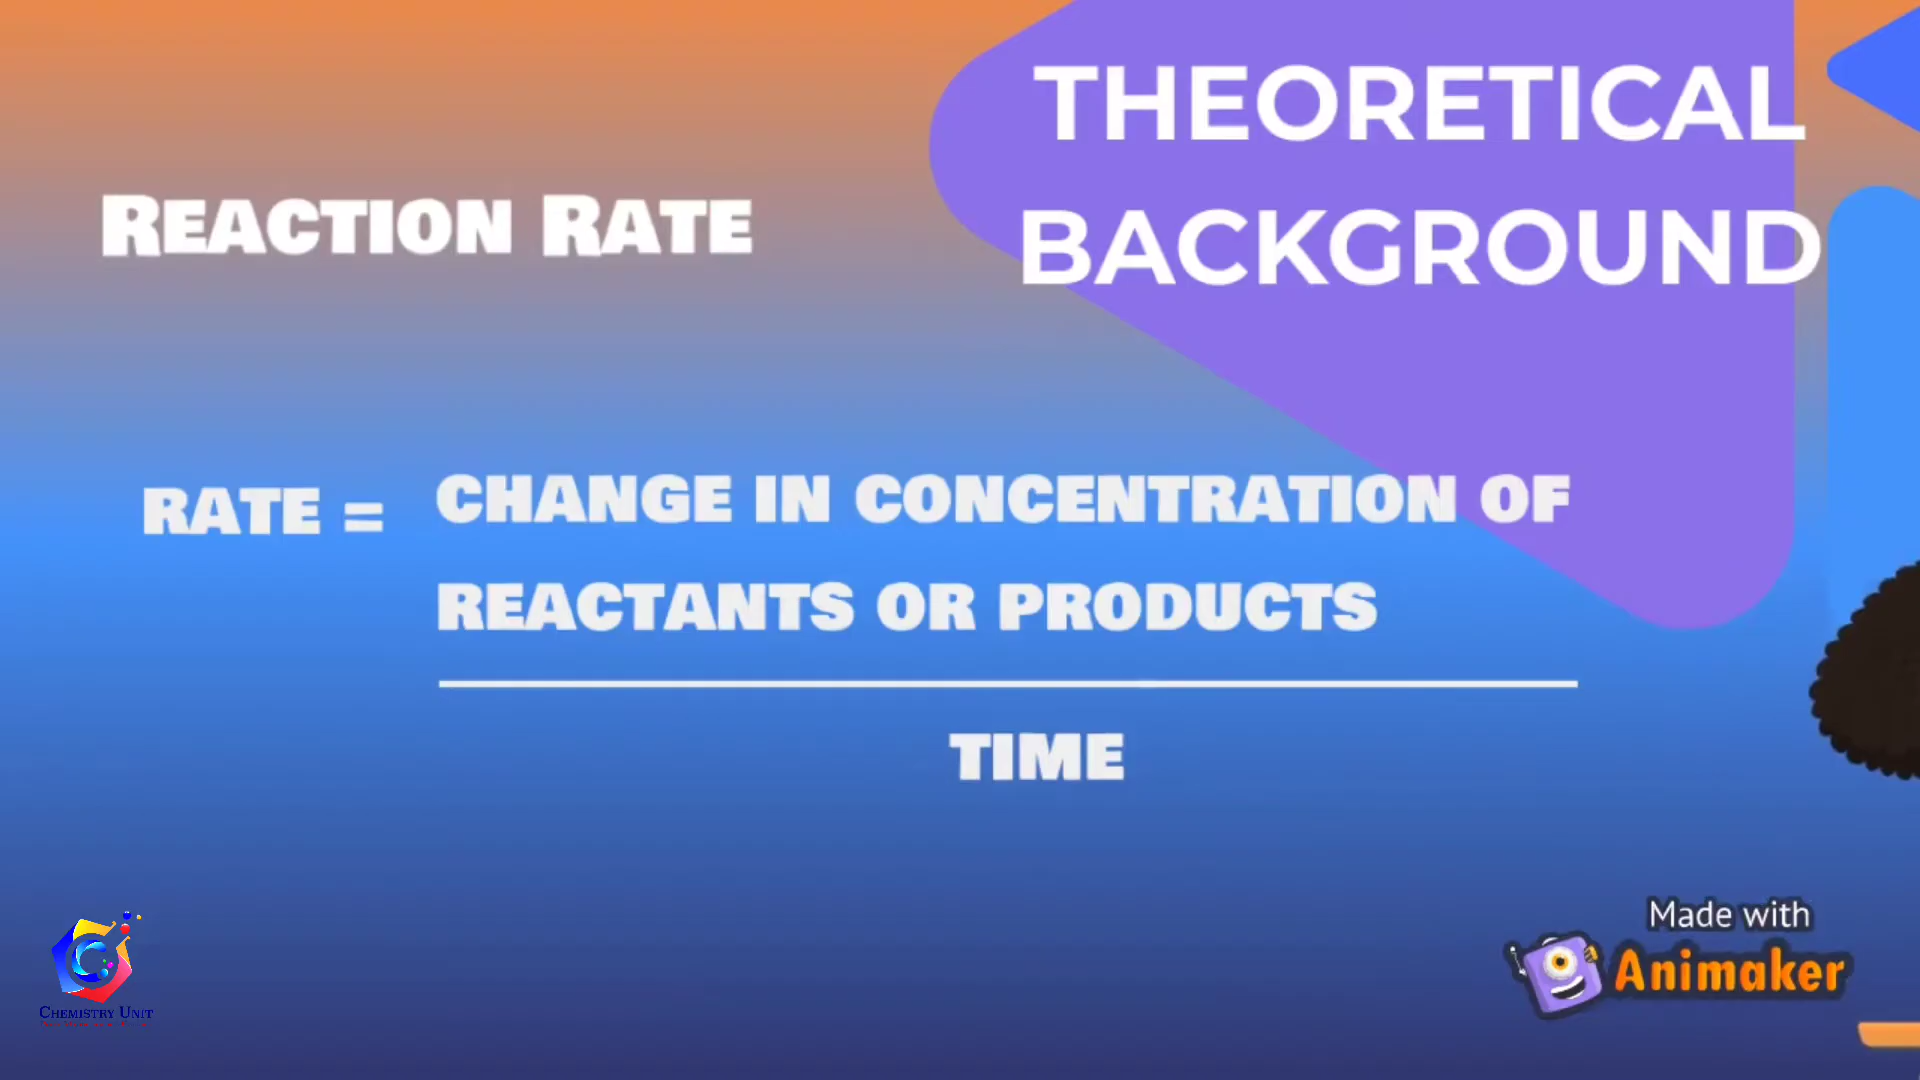 THEORETICAL
BACKGROUND
REACTION RATE
RATE = CHANGE IN CONCENTRATION OF
REACTANTS OR PRODUCTS
TIME
Made with
Animaker
CHEMISTRY UNIT